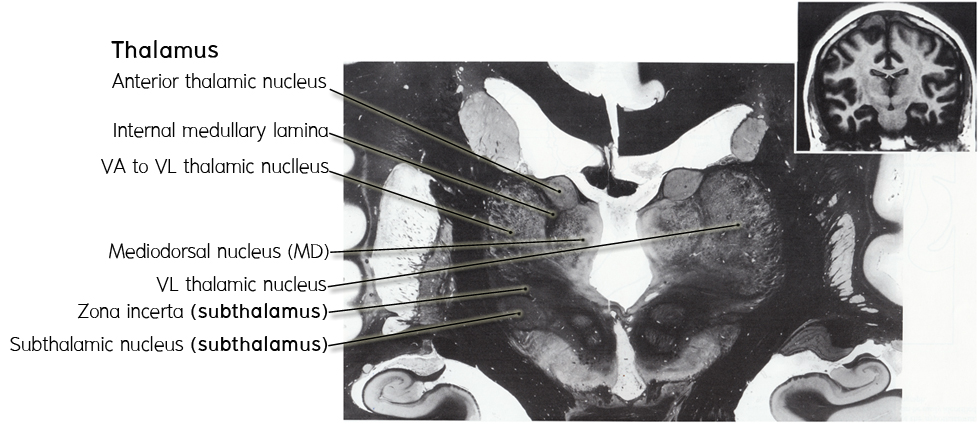 Thalamus
Anterior thalamic nucleus
Internal medullary lamina
VA to VL thalamic nuclleus
Mediodorsal nucleus (MD)
VL thalamic nucleus
Zona incerta (subthalamus)
Subthalamic nucleus (subthalamus)